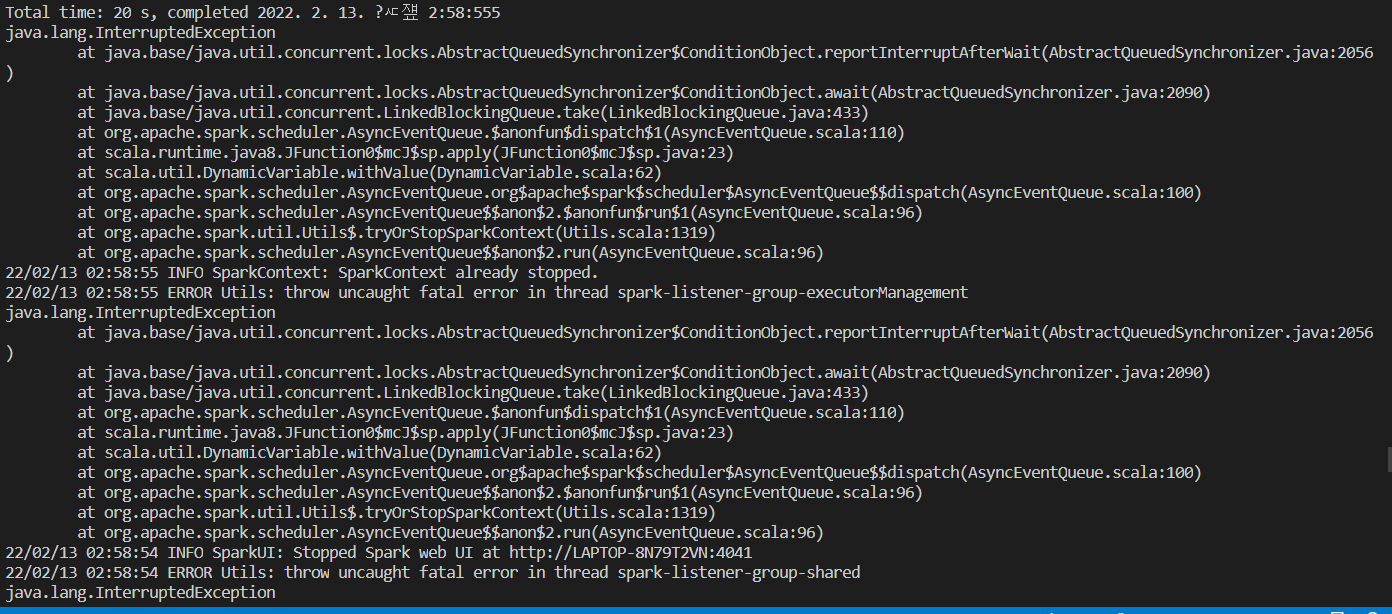 Total time: 20 s, completed 2022. 2. 13. 2:58:555
java.lang.InterruptedException
at java.base/java.util.concurrent.locks.AbstractQueuedSynchronizer$ConditionObject.reportInterruptAfterWait(AbstractQueuedSynchronizer.java:2056
)
at java.base/java.util.concurrent.locks.AbstractQueuedSynchronizer$ConditionObject.await(AbstractQueuedSynchronizer.java:2090)
at java.base/java.util.concurrent.LinkedBlockingQueue.take(LinkedBlockingQueue.java:433)
at org.apache.spark.scheduler.AsyncEventQueue.$anonfun$dispatch$1(AsyncEventQueue.scala:110)
at scala.runtime.java8.JFunction0$mcJ$sp.apply(JFunction0$mcJ$sp.java:23)
at scala.util.DynamicVariable.withValue(DynamicVariable.scala:62)
at org.apache.spark.scheduler.AsyncEventQueue.org$apache$spark$scheduler$AsyncEventQueue$$dispatch(AsyncEventQueue.scala:100)
at org.apache.spark.scheduler.AsyncEventQueue$$anon$2.$anonfun$run$1(AsyncEventQueue.scala:96)
at org.apache.spark.util.Utils$.tryOrStopSparkContext(Utils.scala:1319)
at org.apache.spark.scheduler.AsyncEventQueue$$anon$2.run(AsyncEventQueue.scala:96)
22/02/13 02:58:55 INFO SparkContext: SparkContext already stopped.
22/02/13 02:58:55 ERROR Utils: throw uncaught fatal error in thread spark-listener-group-executorManagement
java.lang.InterruptedException
at java.base/java.util.concurrent.locks.AbstractQueuedSynchronizer$ConditionObject.reportInterruptAfterWait(AbstractQueuedSynchronizer.java:2056
)
at java.base/java.util.concurrent.locks.AbstractQueuedSynchronizer$ConditionObject.await(AbstractQueuedSynchronizer.java:2090)
at java.base/java.util.concurrent.LinkedBlockingQueue.take(LinkedBlockingQueue.java:433)
at org.apache.spark.scheduler.AsyncEventQueue.$anonfun$dispatch$1(AsyncEventQueue.scala:110)
at scala.runtime.java8.JFunction0$mcJ$sp.apply(JFunction0$mcJ$sp.java:23)
at scala.util.DynamicVariable.withValue(DynamicVariable.scala:62)
at org.apache.spark.scheduler.AsyncEventQueue.org$apache$spark$scheduler$AsyncEventQueue$$dispatch(AsyncEventQueue.scala:100)
at org.apache.spark.scheduler.AsyncEventQueue$$anon$2.$anonfun$run$1(AsyncEventQueue.scala:96)
at org.apache.spark.util.Utils$.tryOrStopSparkContext(Utils.scala:1319)
at org.apache.spark.scheduler.AsyncEventQueue$$anon$2.run(AsyncEventQueue.scala:96)
22/02/13 02:58:54 INFO SparkUI: Stopped Spark web UI at http://LAPTOP-8N79T2VN:4041
22/02/13 02:58:54 ERROR Utils: throw uncaught fatal error in thread spark-listener-group-shared
java.lang.InterruptedException